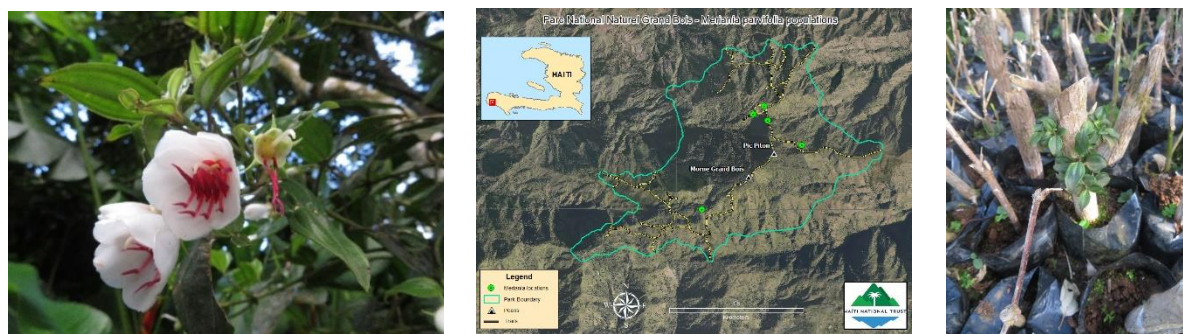 Parc National Naturel Grand Bois - Meriania parvifolia populations
HAITI
Pic Piton
Morne Grand Bois
Legend
Meriania locations
Park Boundary
Peaks
Trails
HAITI NATIONAL TRUST